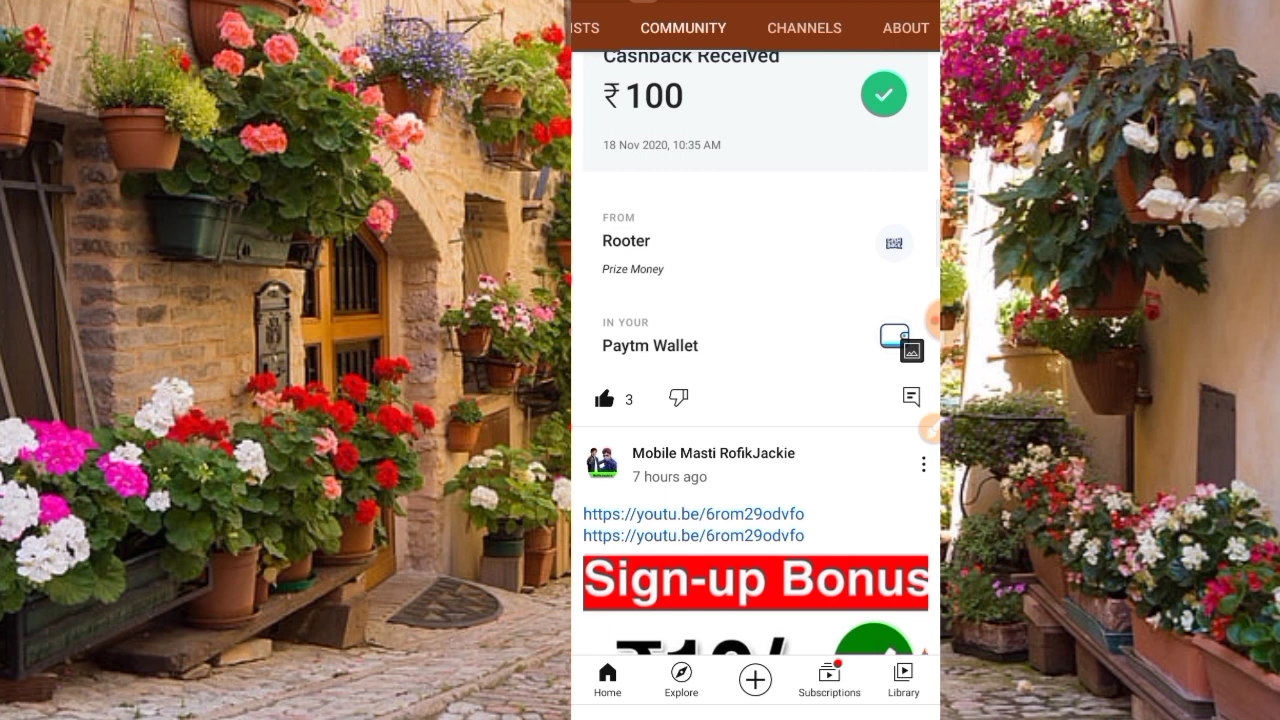 ISTS COMMUNITY CHANNELS ABOUT
Cashback Received
₹100
18 Nov 2020, 10:35 AM
FROM
Rooter
Prize Money
IN YOUR
Paytm Wallet
3
Mobile Masti RofikJackie
7 hours ago
https://youtu.be/6rom29odvfo
https://youtu.be/6rom29odvfo
Sign-up Bonus
Home Explore Subscriptions Library